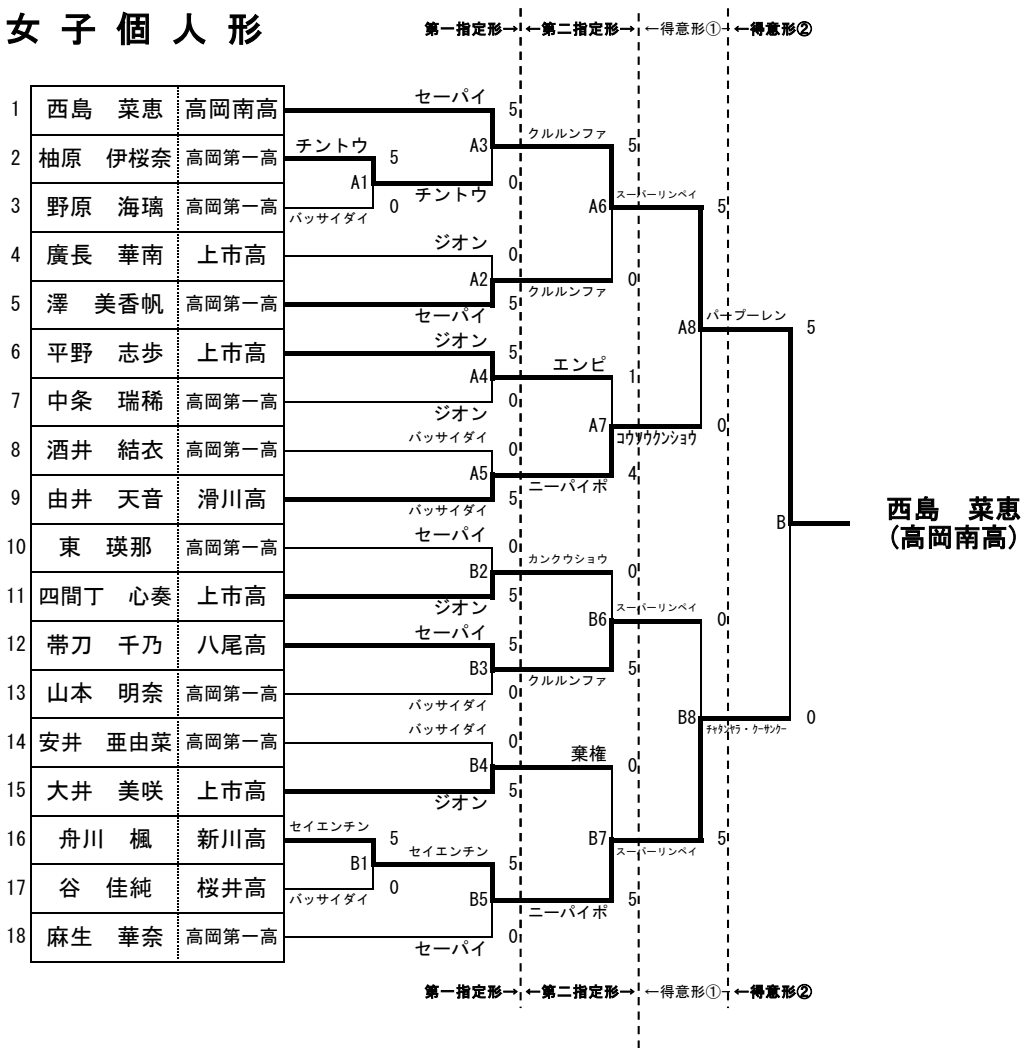 女子個人形
第一指定形→ ←第二指定形→ ←得意形①→ ←得意形②
1 西島 菜恵 高岡南高
2 柚原 伊桜奈 高岡第一高
3 野原 海璃 高岡第一高
4 廣長 華南 上市高
5 澤 美香帆 高岡第一高
6 平野 志歩 上市高
7 中条 瑞稀 高岡第一高
8 酒井 結衣 高岡第一高
9 由井 天音 滑川高
10 東 瑛那 高岡第一高
11 四間丁 心奏 上市高
12 帯刀 千乃 八尾高
13 山本 明奈 高岡第一高
14 安井 亜由菜 高岡第一高
15 大井 美咲 上市高
16 舟川 楓 新川高
17 谷 佳純 桜井高
18 麻生 華奈 高岡第一高
チントウ 5
A1
バッサイダイ 0
セイエンチン 5
B1
バッサイダイ 0
セーパイ 5
A3
チントウ 0
ジオン 0
A2
セーパイ 5
ジオン 5
A4
ジオン 0
バッサイダイ 0
A5
バッサイダイ 5
セーパイ 0
B2
ジオン 5
セーパイ 5
B3
バッサイダイ 0
バッサイダイ 0
B4
ジオン 5
セイエンチン 5
B5
セーパイ 0
クルルンファ 5
A6
クルルンファ 0
エンピ 1
A7
ニーパイポ 4
カンクウショウ 0
B6
クルルンファ 5
棄権 0
B7
ニーパイポ 5
スーパーリンペイ 5
A8
コウソウクンショウ 0
スーパーリンペイ 0
B8
スーパーリンペイ 5
パープーレン 5
B
チャタンヤラ・クーサンクー 0
西島 菜恵
(高岡南高)
第一指定形→ ←第二指定形→ ←得意形①→ ←得意形②